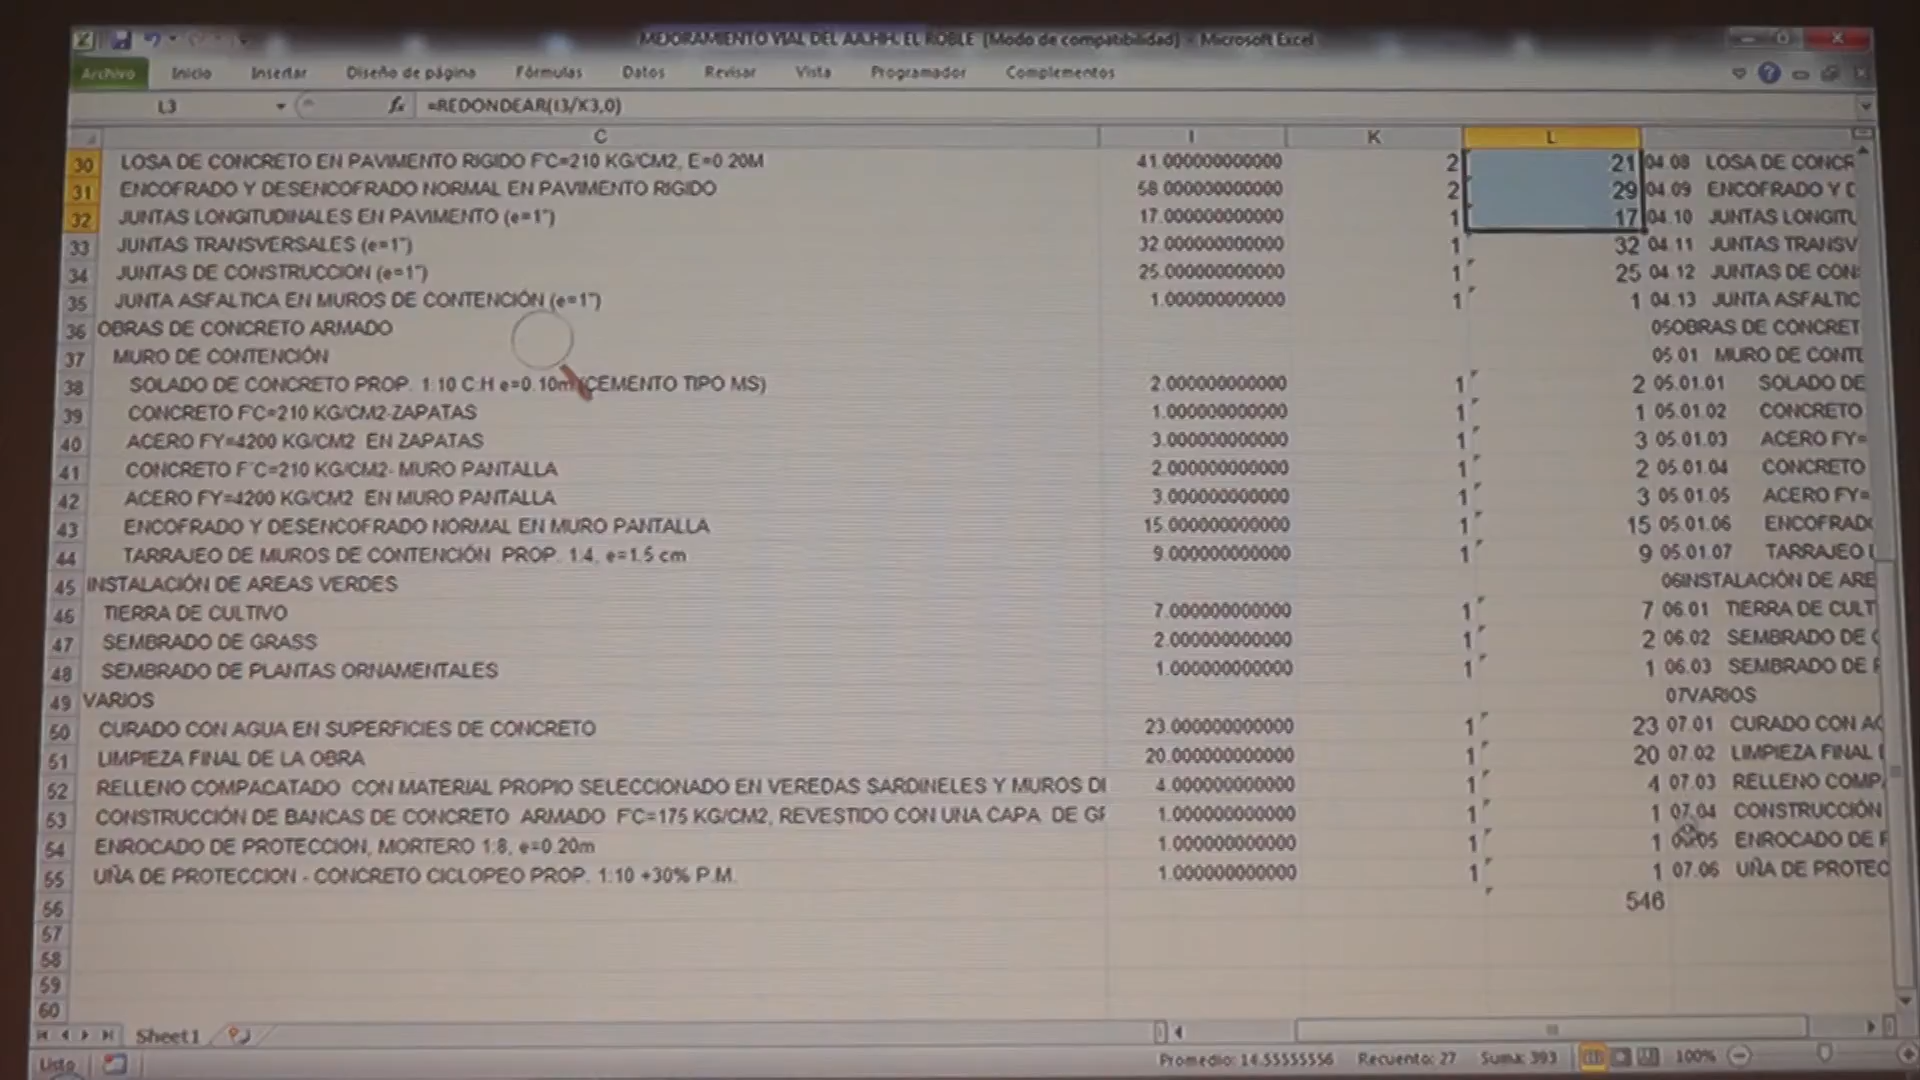 MEJORAMIENTO VIAL DEL AA.HH. EL ROBLE [Modo de compatibilidad] - Microsoft Excel
Archivo Inicio Insertar Diseño de página Fórmulas Datos Revisar Vista Programador Complementos
L3 fx =REDONDEAR(I3/K3,0)
C I K L
30 LOSA DE CONCRETO EN PAVIMENTO RIGIDO F'C=210 KG/CM2, E=0.20M 41.000000000000 2 21 04.08 LOSA DE CONCR
31 ENCOFRADO Y DESENCOFRADO NORMAL EN PAVIMENTO RIGIDO 58.000000000000 2 29 04.09 ENCOFRADO Y D
32 JUNTAS LONGITUDINALES EN PAVIMENTO (e=1") 17.000000000000 1 17 04.10 JUNTAS LONGITU
33 JUNTAS TRANSVERSALES (e=1") 32.000000000000 1 32 04.11 JUNTAS TRANSV
34 JUNTAS DE CONSTRUCCION (e=1") 25.000000000000 1 25 04.12 JUNTAS DE CON
35 JUNTA ASFALTICA EN MUROS DE CONTENCIÓN (e=1") 1.000000000000 1 1 04.13 JUNTA ASFALTIC
36 OBRAS DE CONCRETO ARMADO 05OBRAS DE CONCRET
37 MURO DE CONTENCIÓN 05.01 MURO DE CONTE
38 SOLADO DE CONCRETO PROP. 1:10 C:H e=0.10m (CEMENTO TIPO MS) 2.000000000000 1 2 05.01.01 SOLADO DE
39 CONCRETO F'C=210 KG/CM2-ZAPATAS 1.000000000000 1 1 05.01.02 CONCRETO
40 ACERO FY=4200 KG/CM2 EN ZAPATAS 3.000000000000 1 3 05.01.03 ACERO FY=
41 CONCRETO F´C=210 KG/CM2- MURO PANTALLA 2.000000000000 1 2 05.01.04 CONCRETO
42 ACERO FY=4200 KG/CM2 EN MURO PANTALLA 3.000000000000 1 3 05.01.05 ACERO FY=
43 ENCOFRADO Y DESENCOFRADO NORMAL EN MURO PANTALLA 15.000000000000 1 15 05.01.06 ENCOFRAD
44 TARRAJEO DE MUROS DE CONTENCIÓN PROP. 1:4, e=1.5 cm 9.000000000000 1 9 05.01.07 TARRAJEO
45 INSTALACIÓN DE AREAS VERDES 06INSTALACIÓN DE ARE
46 TIERRA DE CULTIVO 7.000000000000 1 7 06.01 TIERRA DE CULT
47 SEMBRADO DE GRASS 2.000000000000 1 2 06.02 SEMBRADO DE
48 SEMBRADO DE PLANTAS ORNAMENTALES 1.000000000000 1 1 06.03 SEMBRADO DE
49 VARIOS 07VARIOS
50 CURADO CON AGUA EN SUPERFICIES DE CONCRETO 23.000000000000 1 23 07.01 CURADO CON AG
51 LIMPIEZA FINAL DE LA OBRA 20.000000000000 1 20 07.02 LIMPIEZA FINAL
52 RELLENO COMPACATADO CON MATERIAL PROPIO SELECCIONADO EN VEREDAS SARDINELES Y MUROS DI 4.000000000000 1 4 07.03 RELLENO COMP
53 CONSTRUCCIÓN DE BANCAS DE CONCRETO ARMADO F'C=175 KG/CM2, REVESTIDO CON UNA CAPA DE GF 1.000000000000 1 1 07.04 CONSTRUCCIÓN
54 ENROCADO DE PROTECCION, MORTERO 1:8, e=0.20m 1.000000000000 1 1 07.05 ENROCADO DE
55 UÑA DE PROTECCION - CONCRETO CICLOPEO PROP. 1:10 +30% P.M. 1.000000000000 1 1 07.06 UÑA DE PROTEC
56 546
57
58
59
60
Sheet1
Listo Promedio: 14.55555556 Recuento: 27 Suma: 393 100%